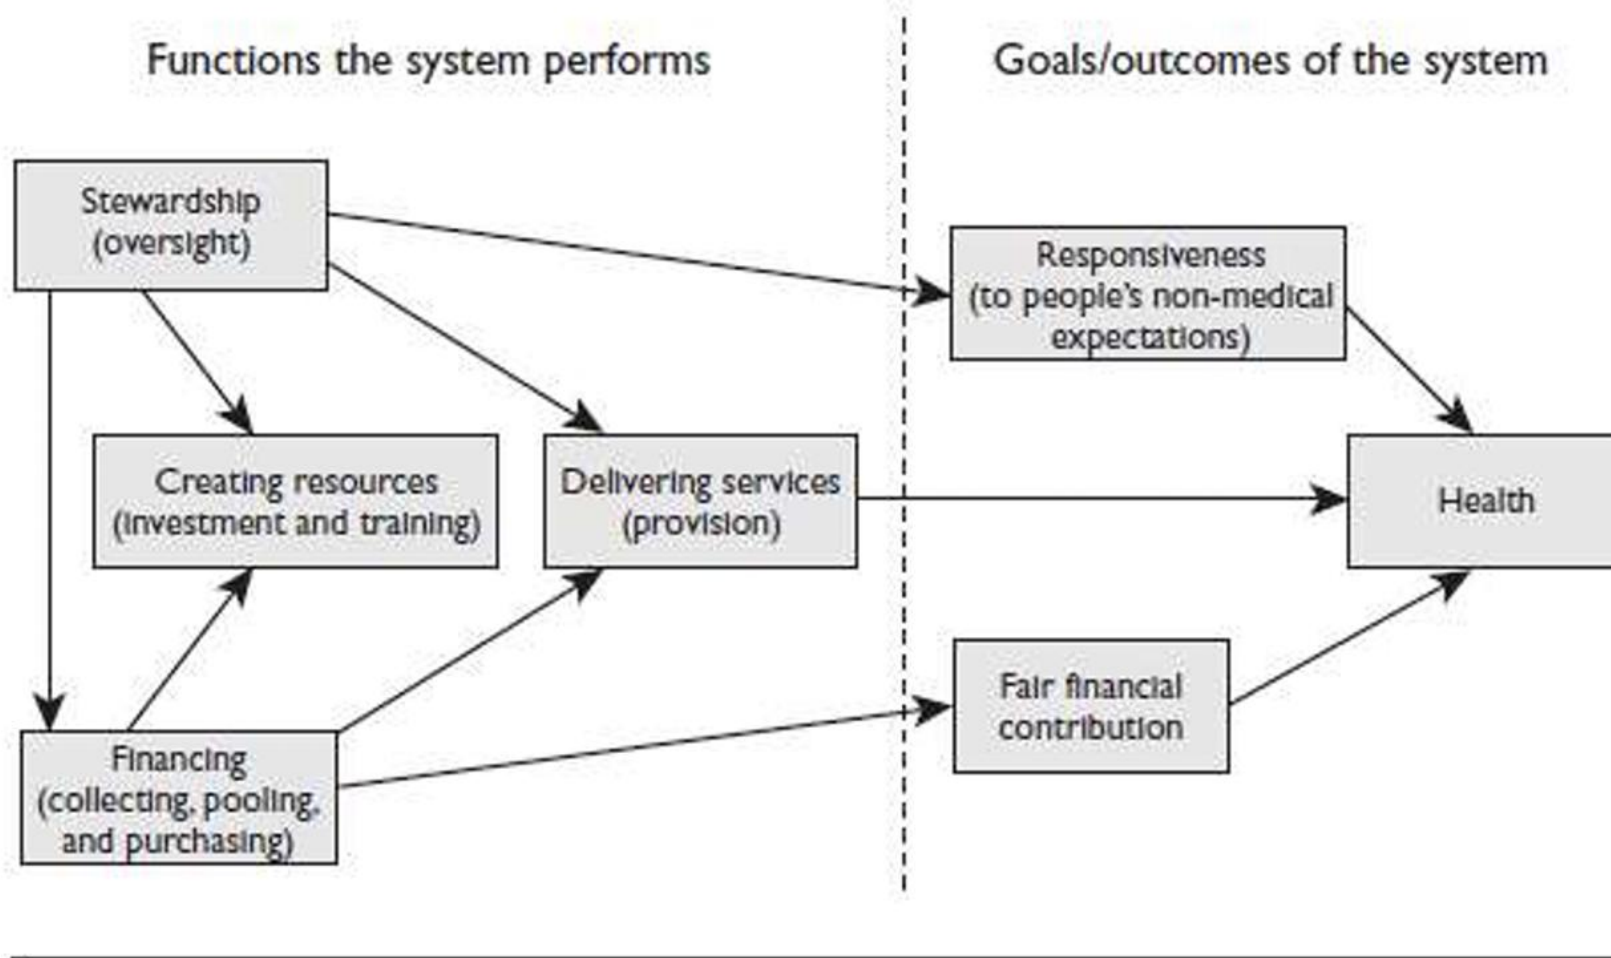 Functions the system performs
Goals/outcomes of the system
Stewardship
(oversight)
Responsiveness
(to people's non-medical
expectations)
Creating resources
(investment and training)
Delivering services
(provision)
Health
Fair financial
contribution
Financing
(collecting, pooling,
and purchasing)